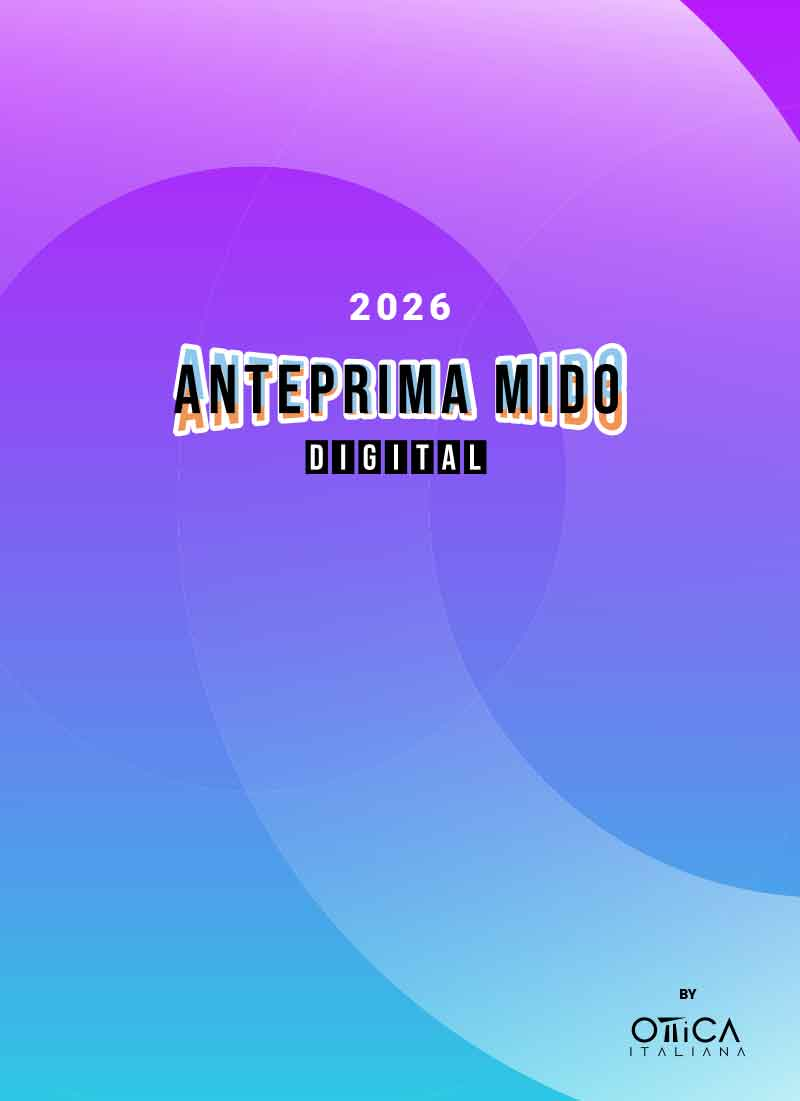 2026
ANTEPRIMA MIDO
DIGITAL
BY
OTTiCA
ITALIANA